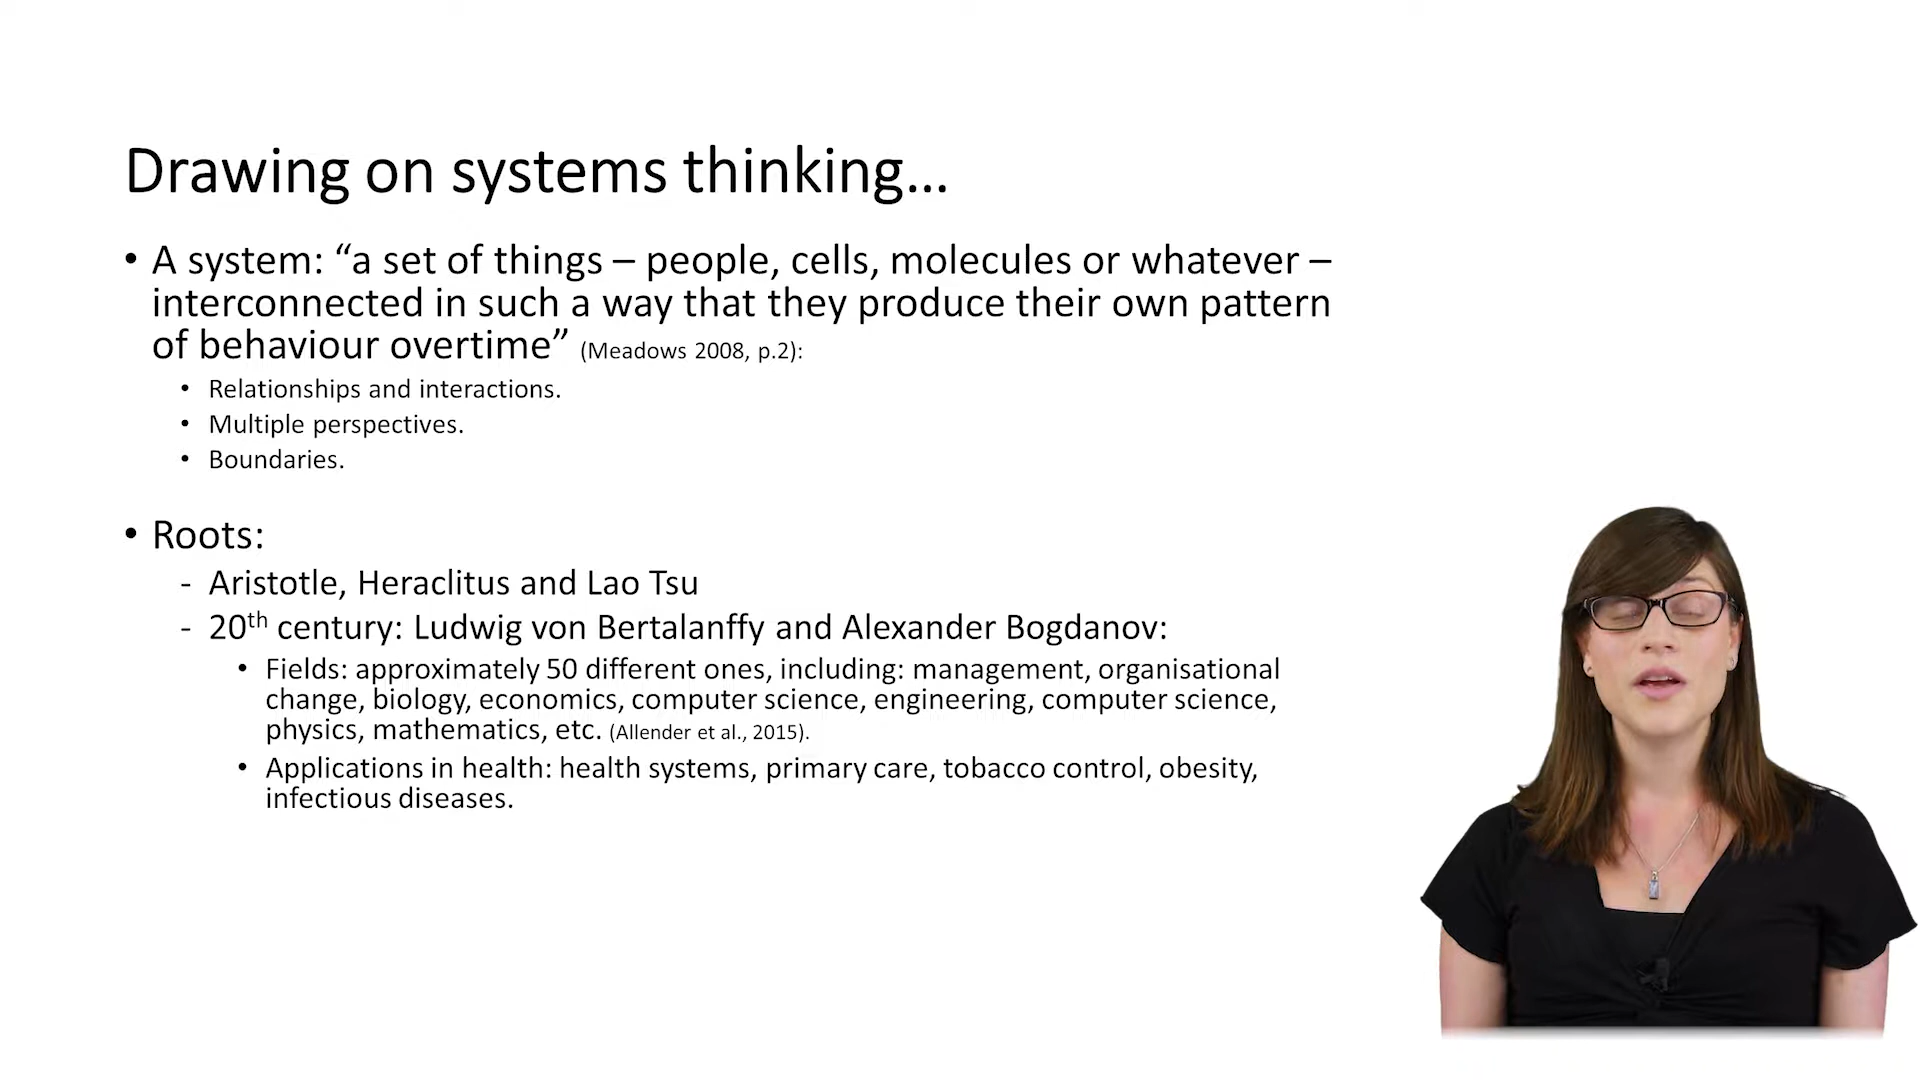 Drawing on systems thinking…
• A system: “a set of things – people, cells, molecules or whatever –
interconnected in such a way that they produce their own pattern
of behaviour overtime” (Meadows 2008, p.2):
• Relationships and interactions.
• Multiple perspectives.
• Boundaries.
• Roots:
- Aristotle, Heraclitus and Lao Tsu
- 20th century: Ludwig von Bertalanffy and Alexander Bogdanov:
• Fields: approximately 50 different ones, including: management, organisational
change, biology, economics, computer science, engineering, computer science,
physics, mathematics, etc. (Allender et al., 2015).
• Applications in health: health systems, primary care, tobacco control, obesity,
infectious diseases.